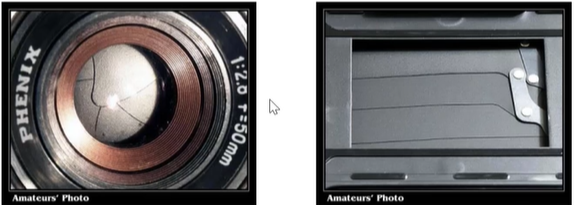 PHENIX
1:2.8 f=50mm
Amateurs' Photo
Amateurs' Photo